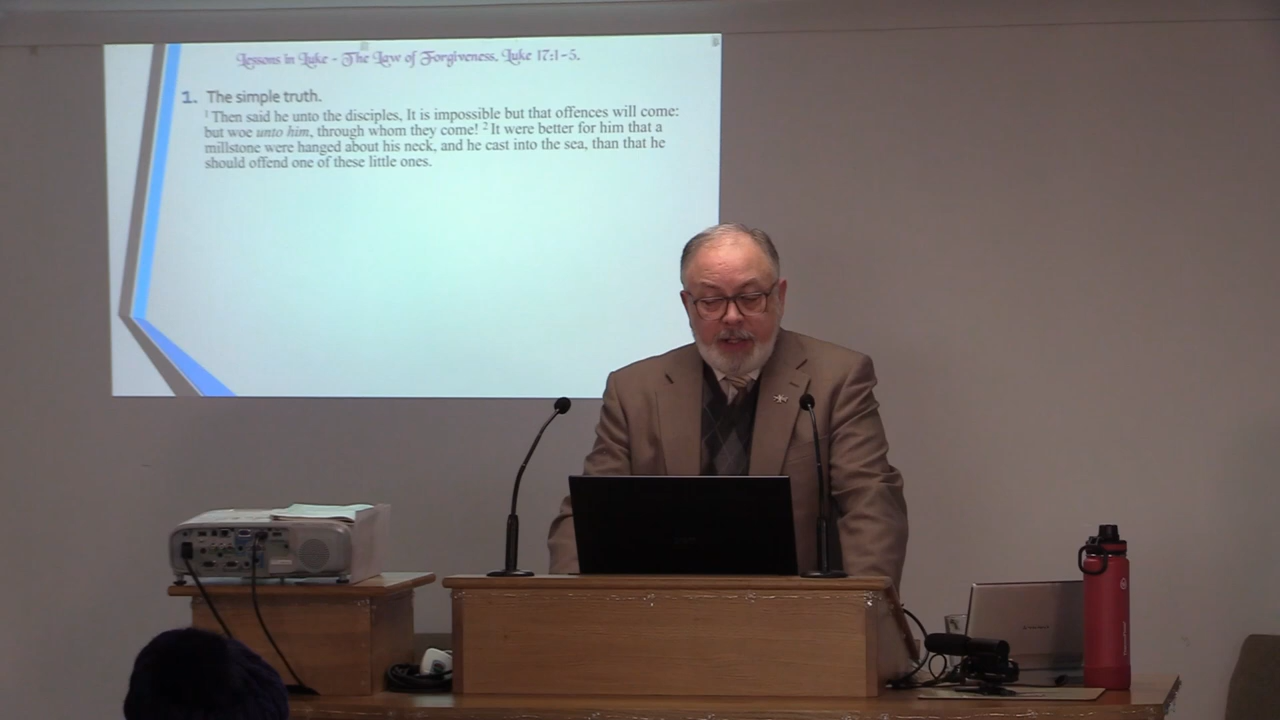 Lessons in Luke - The Law of Forgiveness. Luke 17:1-5.
1. The simple truth.
1 Then said he unto the disciples, It is impossible but that offences will come:
but woe unto him, through whom they come! 2 It were better for him that a
millstone were hanged about his neck, and he cast into the sea, than that he
should offend one of these little ones.